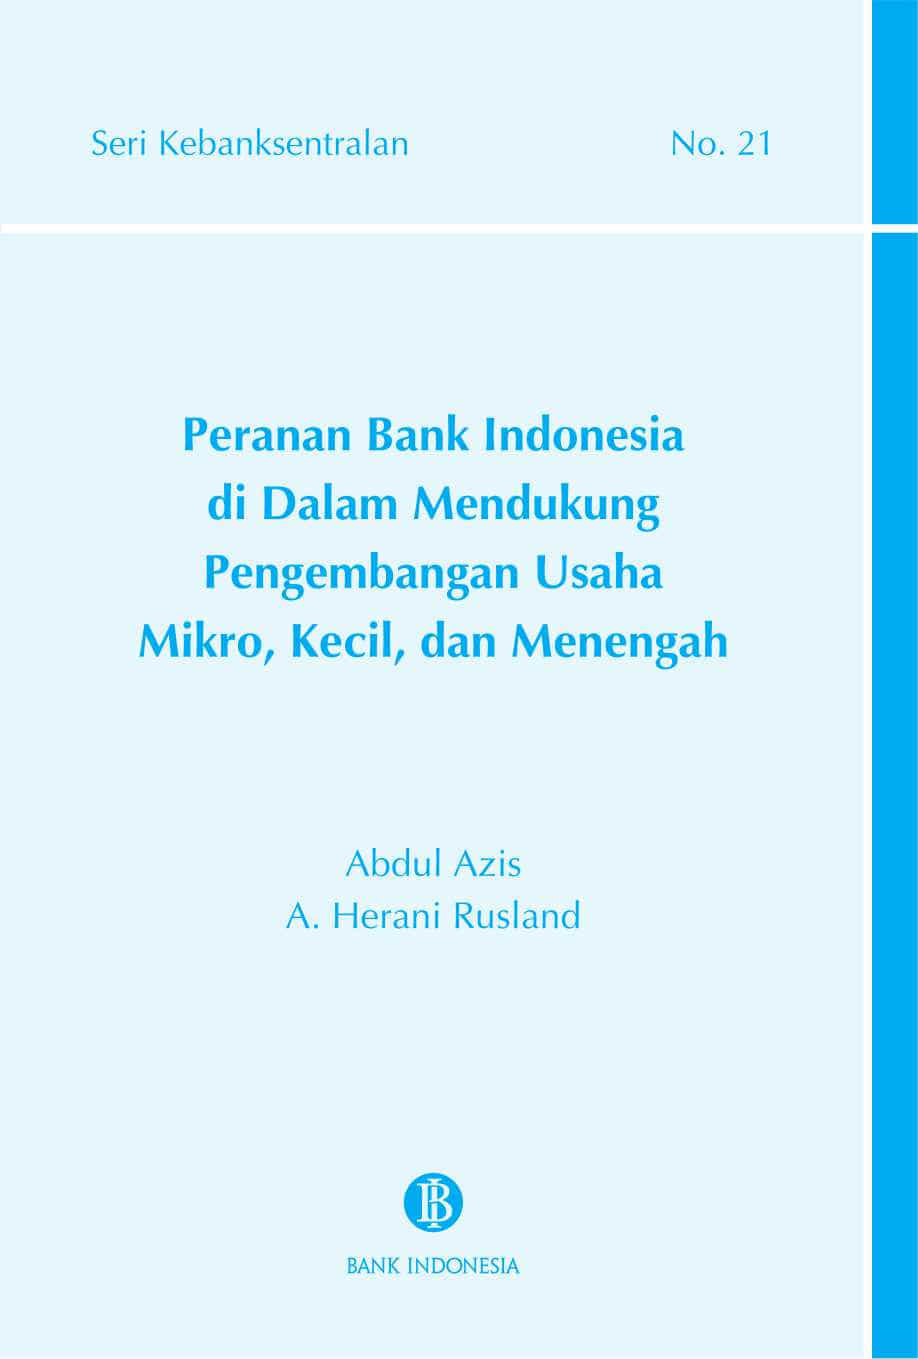 Seri Kebanksentralan No. 21
Peranan Bank Indonesia
di Dalam Mendukung
Pengembangan Usaha
Mikro, Kecil, dan Menengah
Abdul Azis
A. Herani Rusland
BI
BANK INDONESIA